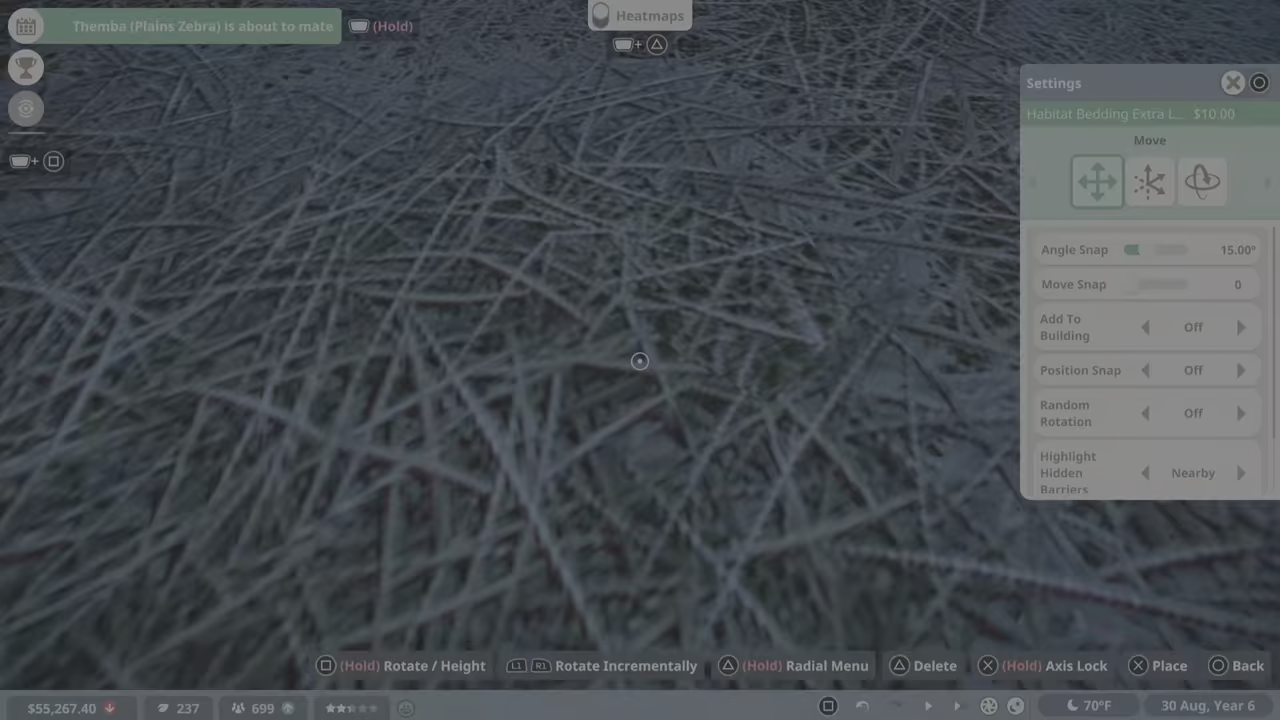 Themba (Plains Zebra) is about to mate
(Hold)
Heatmaps
+
+
Settings
Habitat Bedding Extra L... $10.00
Move
Angle Snap 15.00°
Move Snap 0
Add To
Building
Off
Position Snap Off
Random
Rotation
Off
Highlight
Hidden
Barriers
Nearby
(Hold) Rotate / Height
L1 R1 Rotate Incrementally
(Hold) Radial Menu
Delete
(Hold) Axis Lock
Place
Back
$55,267.40
237
699
70°F
30 Aug, Year 6